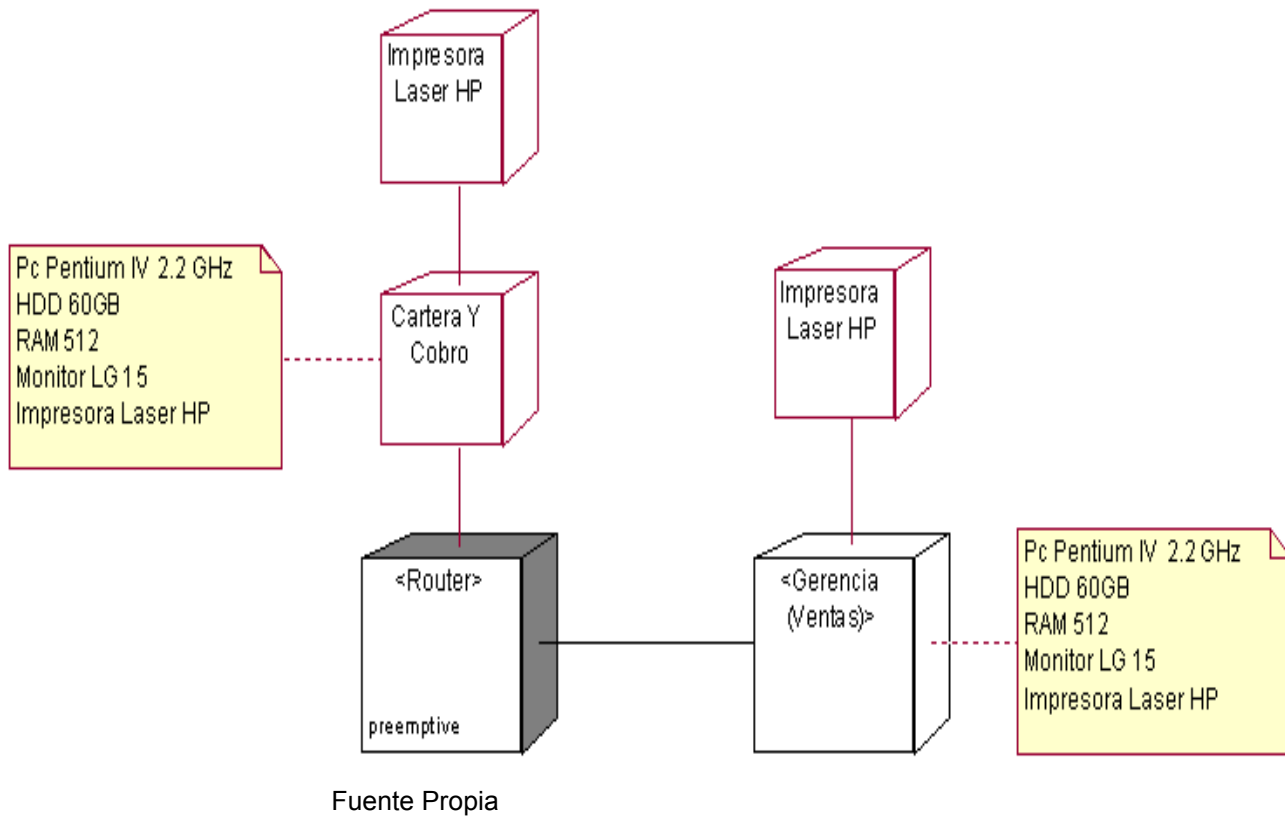 Impresora
Laser HP
Pc Pentium IV 2.2 GHz
HDD 60GB
RAM 512
Monitor LG 15
Impresora Laser HP
Cartera Y
Cobro
Impresora
Laser HP
<Router>
preemptive
<Gerencia
(Ventas)>
Pc Pentium IV 2.2 GHz
HDD 60GB
RAM 512
Monitor LG 15
Impresora Laser HP
Fuente Propia